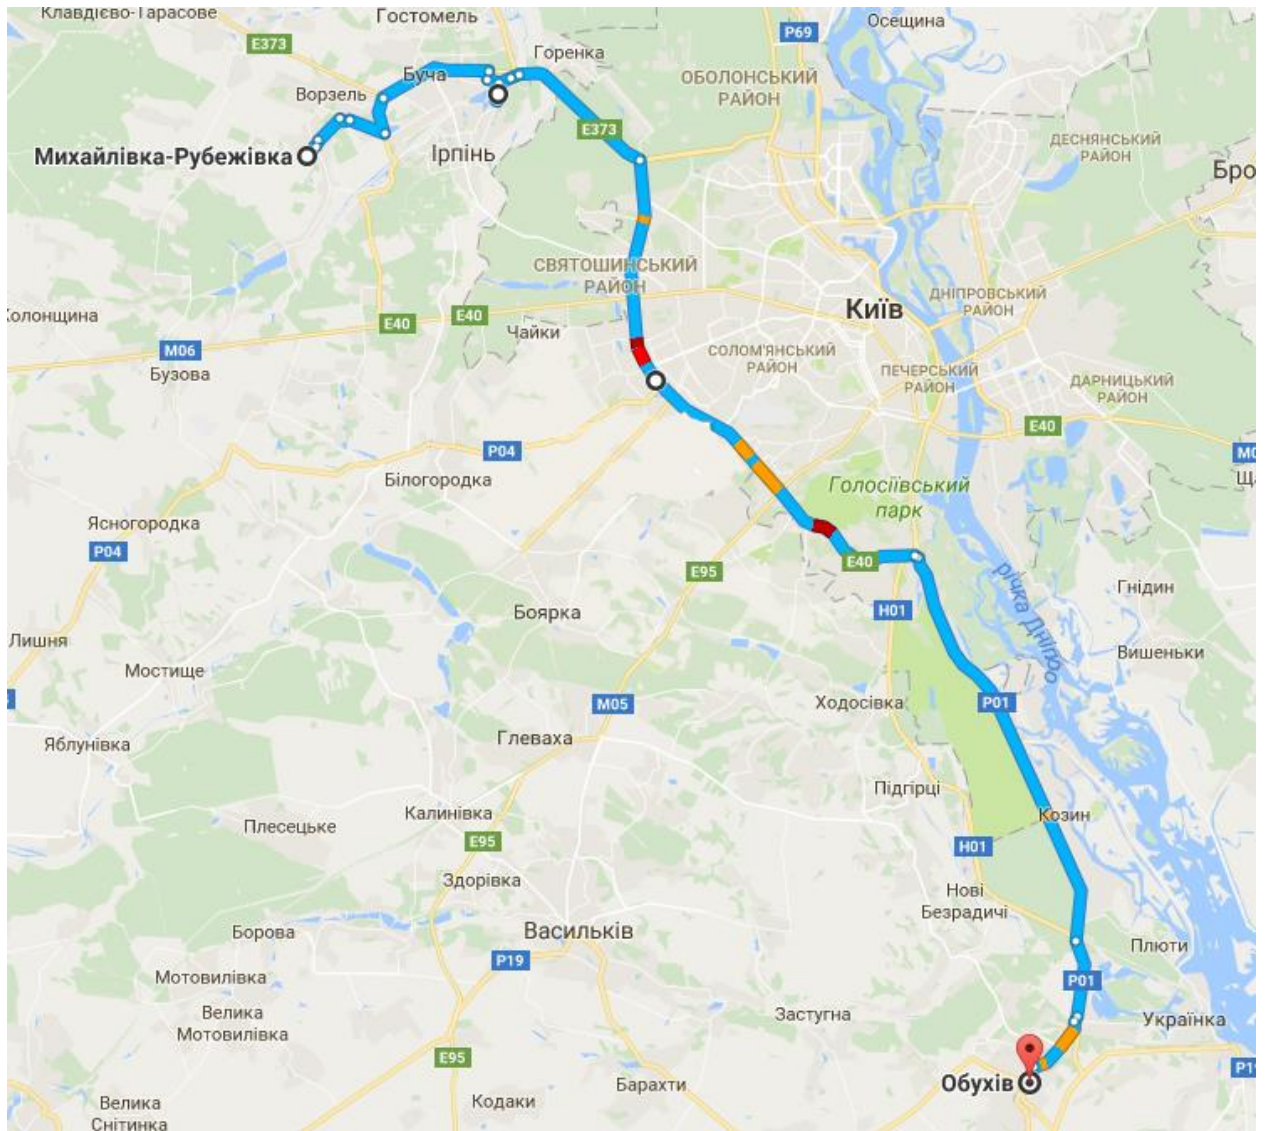 Клавдієво-Тарасове
Гостомель
Осещина
P69
E373
Горенка
Буча
ОБОЛОНСЬКИЙ
РАЙОН
Ворзель
E373
ДЕСНЯНСЬКИЙ
РАЙОН
Михайлівка-Рубежівка
Ірпінь
Бро
СВЯТОШИНСЬКИЙ
РАЙОН
ДНІПРОВСЬКИЙ
РАЙОН
Київ
Колонщина
E40
E40
Чайки
M06
Бузова
СОЛОМ'ЯНСЬКИЙ
РАЙОН
ПЕЧЕРСЬКИЙ
РАЙОН
ДАРНИЦЬКИЙ
РАЙОН
E40
P04
M0
Білогородка
Голосіївський
парк
Ща
Ясногородка
P04
E40
E95
річка Дніпро
Гнідин
H01
Боярка
Лишня
Мостище
Вишеньки
M05
Ходосівка
P01
Яблунівка
Глеваха
Підгірці
Калинівка
Козин
Плесецьке
E95
H01
Здорівка
Нові
Безрадичі
Борова
Васильків
Плюти
P19
Мотовилівка
P01
Велика
Мотовилівка
Застугна
Українка
E95
P1
Обухів
Барахти
Кодаки
Велика
Снітинка